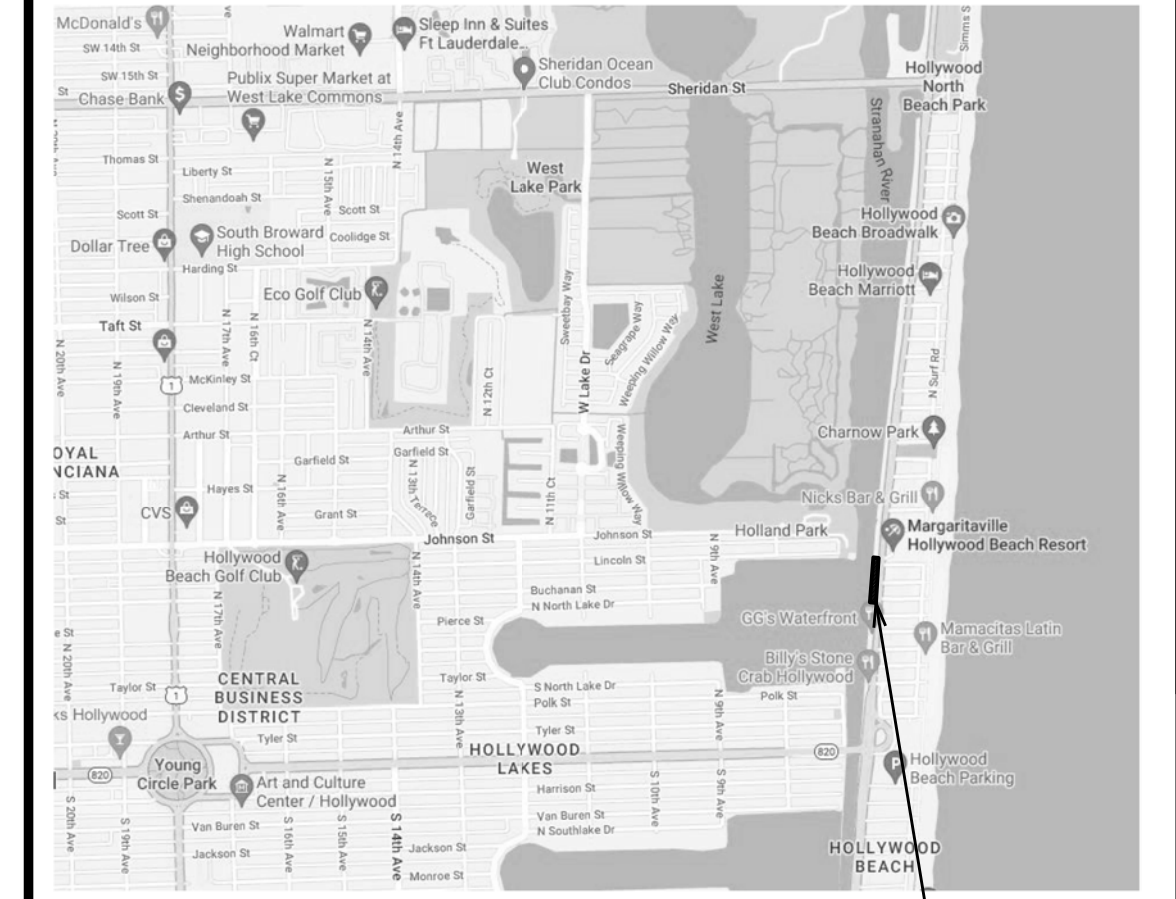 McDonald's
SW 14th St
Walmart
Neighborhood Market
Sleep Inn & Suites
Ft Lauderdale...
Simms S
SW 15th St
Publix Super Market at
West Lake Commons
Sheridan Ocean
Club Condos
Hollywood
North
Beach Park
St
Chase Bank
$
Sheridan St
N 14th Ave
Stranahan River
Thomas St
Liberty St
N 15th Ave
West
Lake Park
Shenandoah St
Scott St
Scott St
Hollywood
Beach Broadwalk
Dollar Tree
South Broward
High School
Coolidge St
Harding St
Hollywood
Beach Marriott
Wilson St
Eco Golf Club
Sweetbay Way
West Lake
Taft St
N 17th Ave
N 16th Ct
N 14th Ave
Seagrape Way
Weeping Willow Way
N 20th Ave
N 19th Ave
1
McKinley St
N 12th Ct
W Lake Dr
N Surf Rd
Cleveland St
Arthur St
Arthur St
Charnow Park
OYAL
NCIANA
Garfield St
Garfield St
N 13th Terrace
Garfield St
Weeping Willow Way
St
Hayes St
N 16th Ave
N 11th Ct
Nicks Bar & Grill
CVS
St
Grant St
Johnson St
Johnson St
Holland Park
Margaritaville
Hollywood Beach Resort
Hollywood
Beach Golf Club
N 14th Ave
Lincoln St
N 9th Ave
N 17th Ave
Buchanan St
N North Lake Dr
Pierce St
GG's Waterfront
Mamacitas Latin
Bar & Grill
e St
N 20th Ave
Billy's Stone
Crab Hollywood
Taylor St
1
CENTRAL
BUSINESS
DISTRICT
Taylor St
N 13th Ave
S North Lake Dr
Polk St
N 9th Ave
Polk St
ks Hollywood
Tyler St
Tyler St
HOLLYWOOD
LAKES
820
820
Young
Circle Park
Hollywood
Beach Parking
P
Art and Culture
Center / Hollywood
Harrison St
S 10th Ave
S 9th Ave
S 20th Ave
S 19th Ave
Van Buren St
S 16th Ave
S 15th Ave
S 14th Ave
Van Buren St
N Southlake Dr
Jackson St
Jackson St
HOLLYWOOD
BEACH
Monroe St